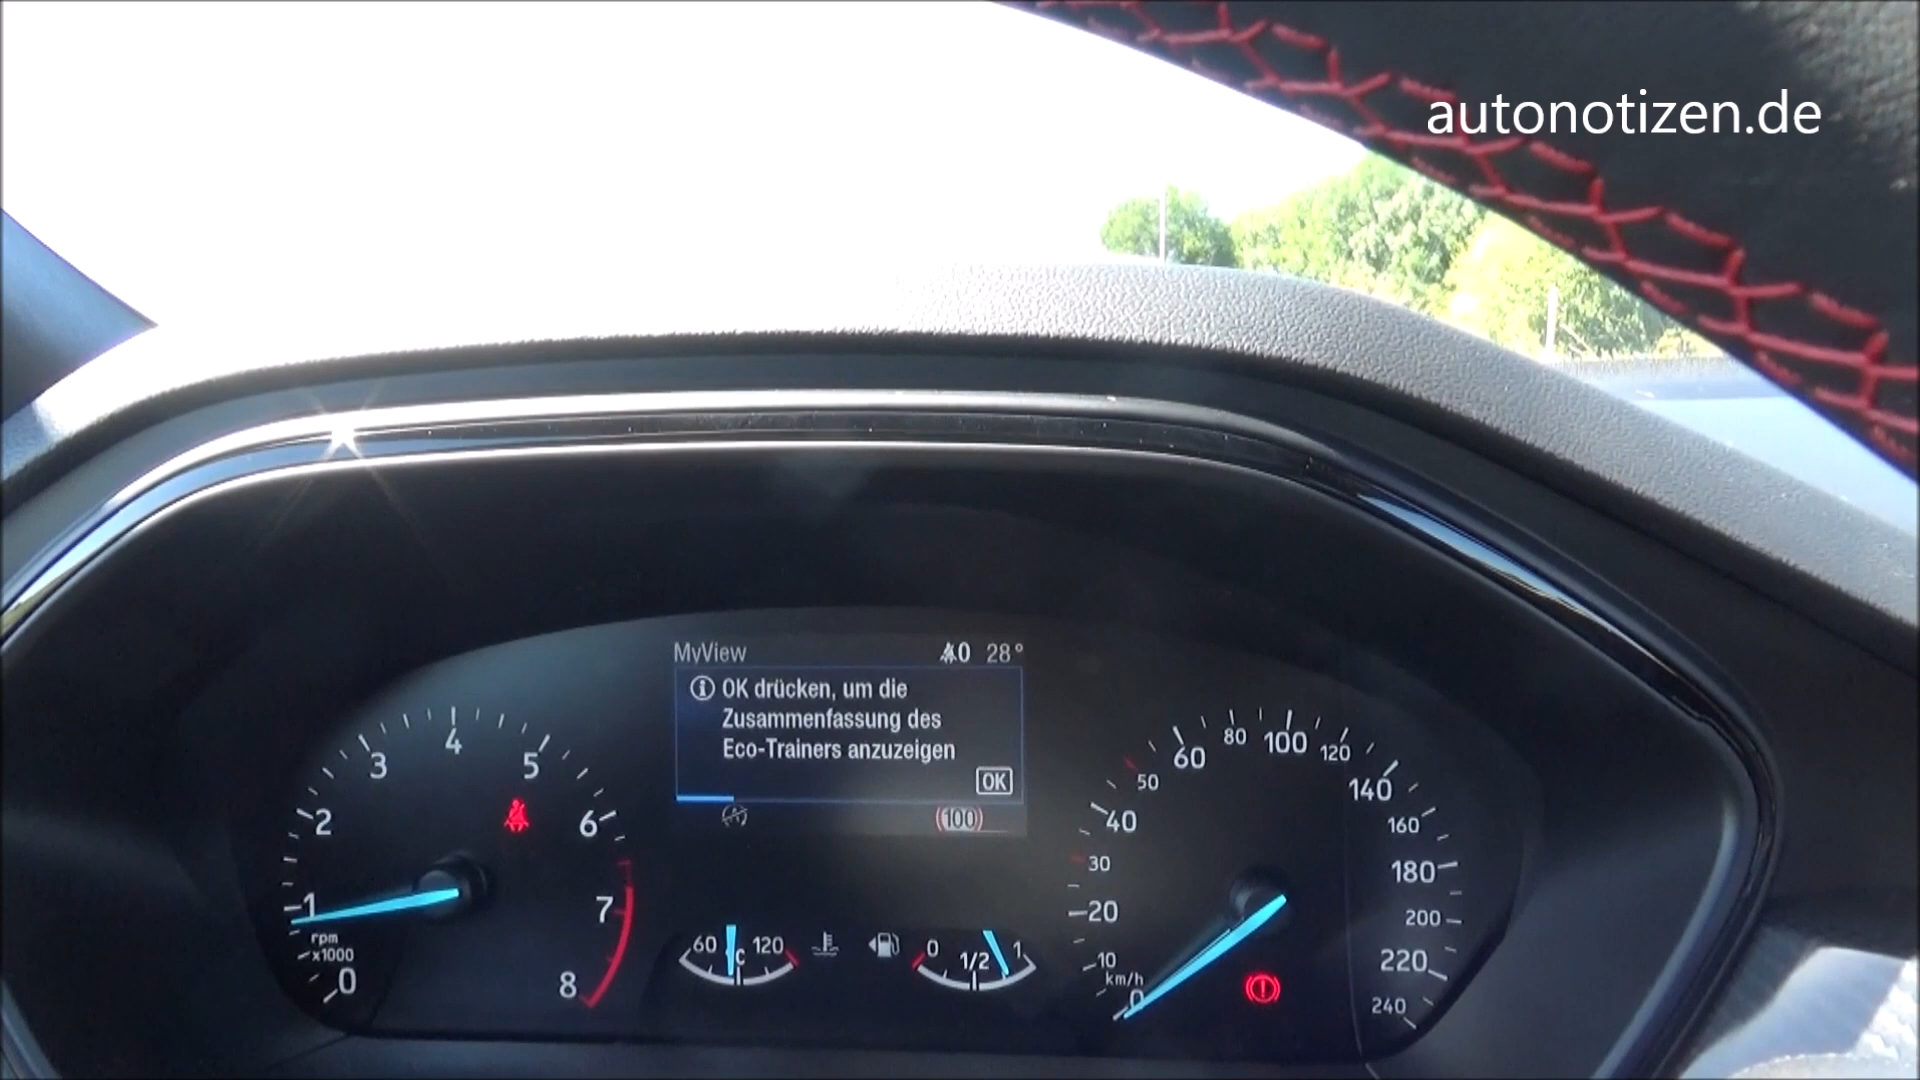 autonotizen.de
MyView 0 28°
OK drücken, um die
Zusammenfassung des
Eco-Trainers anzuzeigen
OK
100
0
1
2
3
4
5
6
7
8
rpm
x1000
60 °C 120
0 1/2 1
0
10
20
30
40
50
60
80
100
120
140
160
180
200
220
240
km/h